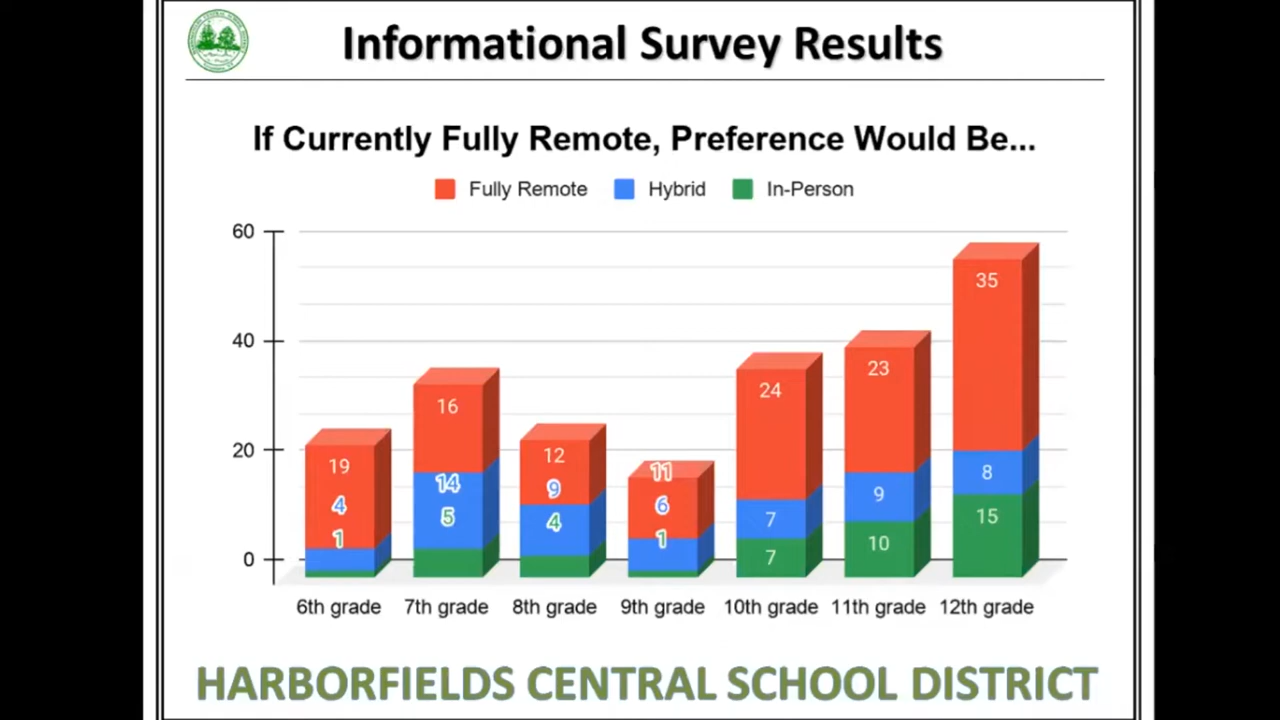 Informational Survey Results
If Currently Fully Remote, Preference Would Be...
Fully Remote Hybrid In-Person
60
40
20
0
19 16 12 11 24 23 35
4 14 9 6 7 9 8
1 5 4 1 7 10 15
6th grade 7th grade 8th grade 9th grade 10th grade 11th grade 12th grade
HARBORFIELDS CENTRAL SCHOOL DISTRICT